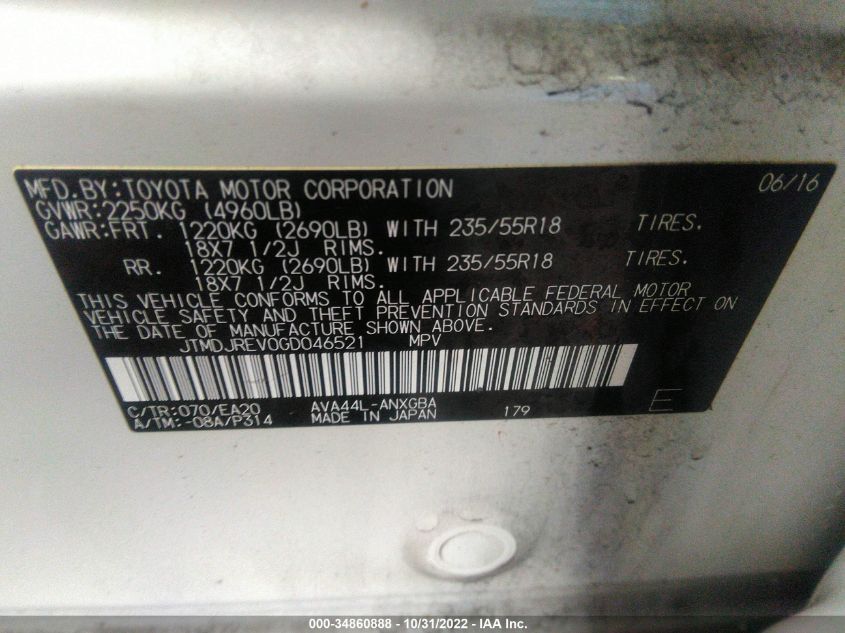 MFD.BY:TOYOTA MOTOR CORPORATION 06/16
GVWR:2250KG (4960LB)
GAWR:FRT. 1220KG (2690LB) WITH 235/55R18 TIRES.
18X7 1/2J RIMS.
RR. 1220KG (2690LB) WITH 235/55R18 TIRES.
18X7 1/2J RIMS.
THIS VEHICLE CONFORMS TO ALL APPLICABLE FEDERAL MOTOR
VEHICLE SAFETY AND THEFT PREVENTION STANDARDS IN EFFECT ON
THE DATE OF MANUFACTURE SHOWN ABOVE.
JTMDJREV0GD046521 MPV
C/TR:070/EA20 AVA44L-ANXGBA 179 E
A/TM:-08A/P314 MADE IN JAPAN
000-34860888 - 10/31/2022 - IAA Inc.